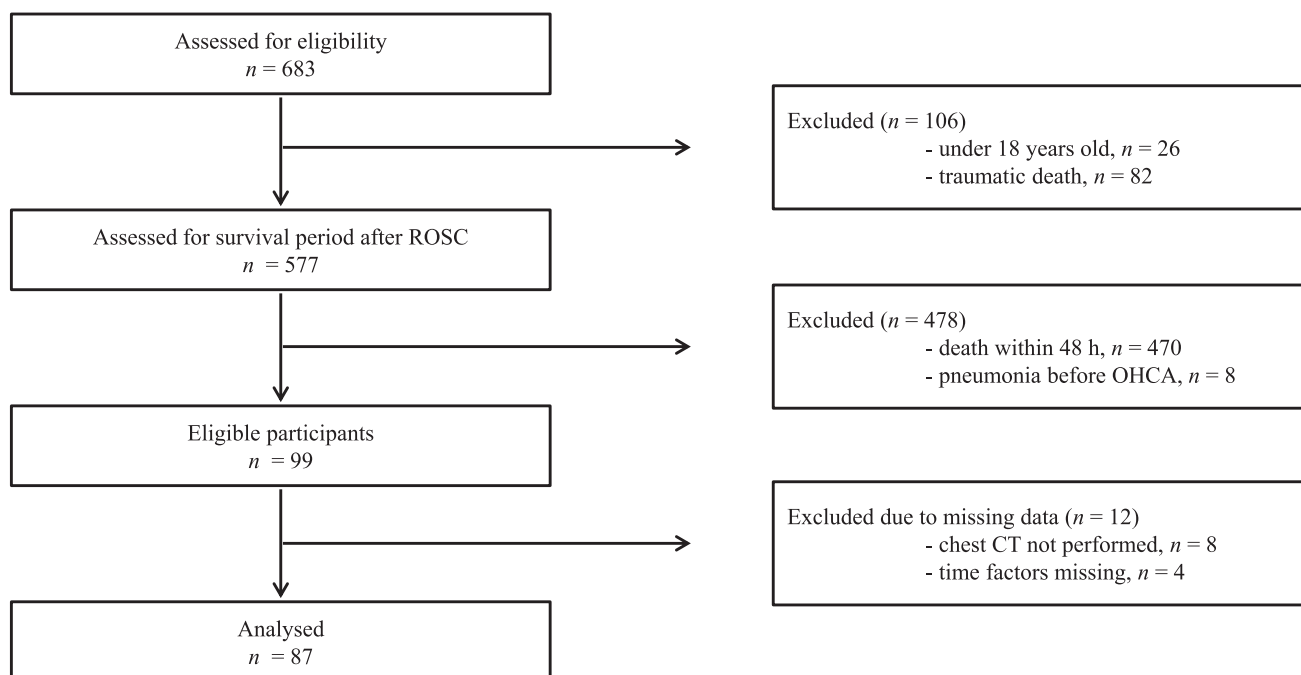 Assessed for eligibility
n = 683
Excluded (n = 106)
- under 18 years old, n = 26
- traumatic death, n = 82
Assessed for survival period after ROSC
n = 577
Excluded (n = 478)
- death within 48 h, n = 470
- pneumonia before OHCA, n = 8
Eligible participants
n = 99
Excluded due to missing data (n = 12)
- chest CT not performed, n = 8
- time factors missing, n = 4
Analysed
n = 87